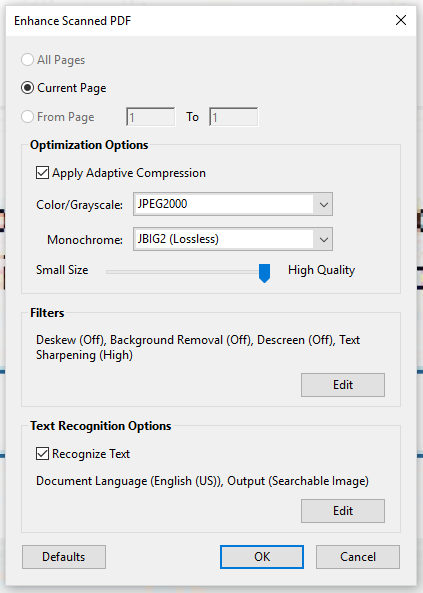 Enhance Scanned PDF
All Pages
Current Page
From Page 1 To 1
Optimization Options
Apply Adaptive Compression
Color/Grayscale: JPEG2000
Monochrome: JBIG2 (Lossless)
Small Size High Quality
Filters
Deskew (Off), Background Removal (Off), Descreen (Off), Text
Sharpening (High)
Edit
Text Recognition Options
Recognize Text
Document Language (English (US)), Output (Searchable Image)
Edit
Defaults OK Cancel